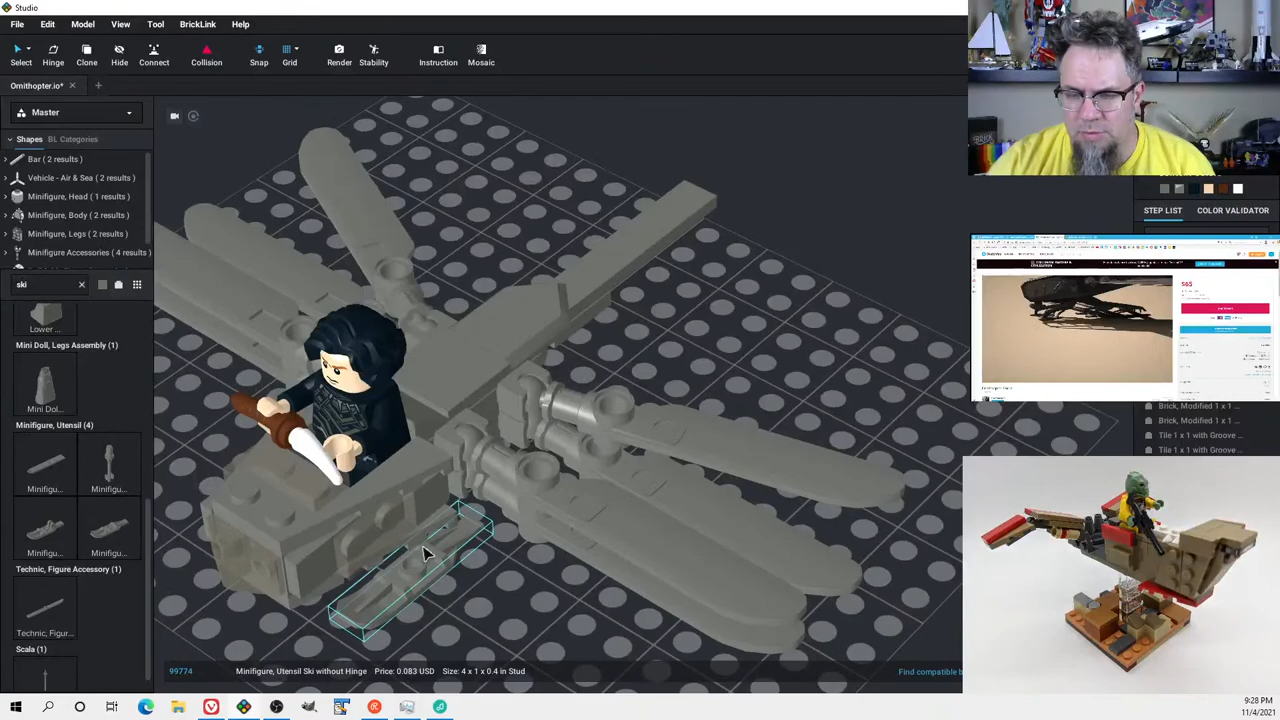 Studio
File Edit View Tool BrickLink Help
Select Hinge Clone Hide Connect Collision Snap Grid Render Stability Instruction Mosaic
Ornithopter.io*
Master
Shapes BL Categories
Bar ( 2 results )
Vehicle - Air & Sea ( 2 results )
Minifigure, Head ( 1 results )
Minifigure, Body ( 2 results )
Minifigure, Legs ( 2 results )
Minifigure Accessories ( 4 results )
ski
Lower ...
Mini Doll, Legs Assembly (1)
Mini Dol...
Minifigure, Utensil (4)
Minifigu... Minifigu...
Minifigu... Minifigu...
Technic, Figure Accessory (1)
Technic, Figur...
Scala (1)
STEP LIST COLOR VALIDATOR
$65
Brick, Modified 1 x 1 ...
Brick, Modified 1 x 1 ...
Tile 1 x 1 with Groove ...
Tile 1 x 1 with Groove ...
99774 Minifigure, Utensil Ski without Hinge Price: 0.083 USD Size: 4 x 1 x 0.4 in Stud Find compatible b
9:28 PM
11/4/2021